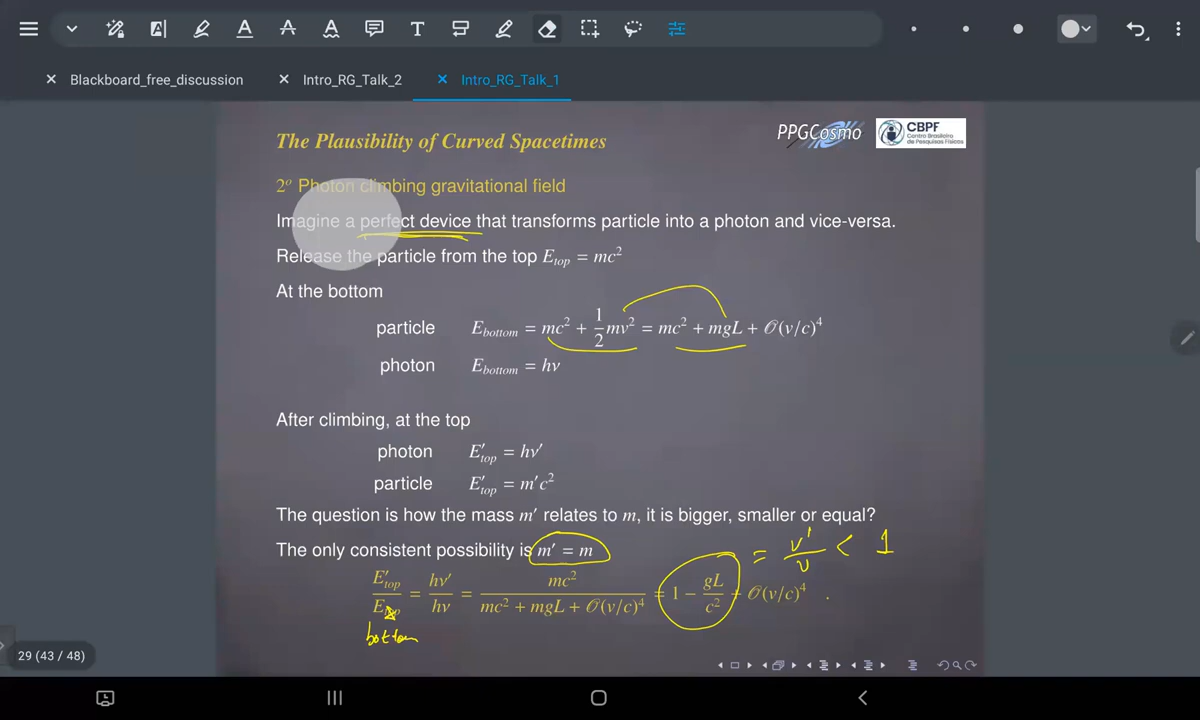 Blackboard_free_discussion Intro_RG_Talk_2 Intro_RG_Talk_1
The Plausibility of Curved Spacetimes
PPGCosmo
CBPF
Centro Brasileiro
de Pesquisas Físicas
2º Photon climbing gravitational field
Imagine a perfect device that transforms particle into a photon and vice-versa.
Release the particle from the top E_top = mc²
At the bottom
particle E_bottom = mc² + 1/2 mv² = mc² + mgL + O(v/c)⁴
photon E_bottom = hν
After climbing, at the top
photon E'_top = hν'
particle E'_top = m'c²
The question is how the mass m' relates to m, it is bigger, smaller or equal?
The only consistent possibility is m' = m
= ν'/ν < 1
E'_top/E = hν'/hν = mc²/(mc² + mgL + O(v/c)⁴) = 1 − gL/c² + O(v/c)⁴ .
bottom
29 (43 / 48)